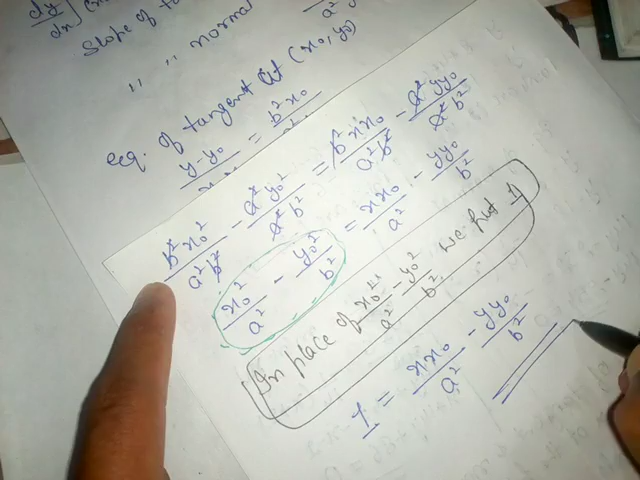 dy/dx]
Slope of
" " normal
eq. of tangent at (x₀, y₀)
y-y₀ = b²x₀
b²x₀²/a²b² - a²y₀²/a²b² = b²xx₀/a²b² - a²yy₀/a²b²
x₀²/a² - y₀²/b² = xx₀/a² - yy₀/b²
In place of x₀²/a² - y₀²/b² we put 1
1 = xx₀/a² - yy₀/b²